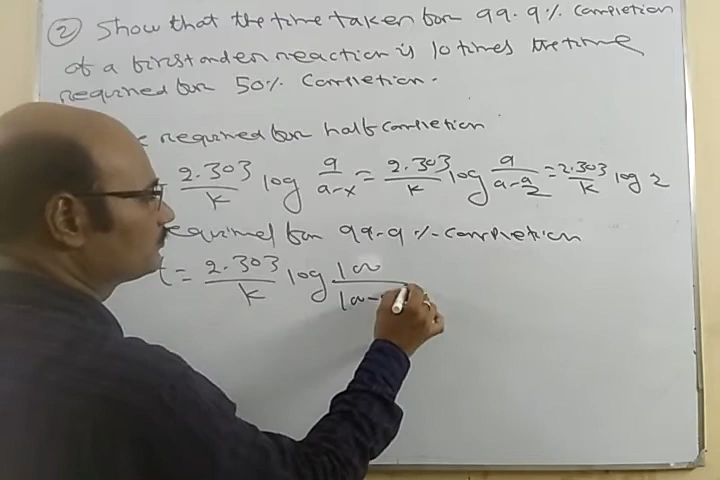 ② Show that the time taken for 99.9% completion
of a first order reaction is 10 times the time
required for 50% completion.
required for half completion
2.303/k log a/a-x = 2.303/k log a/a-a/2 = 2.303/k log 2
required for 99.9% completion
t = 2.303/k log 100/100-